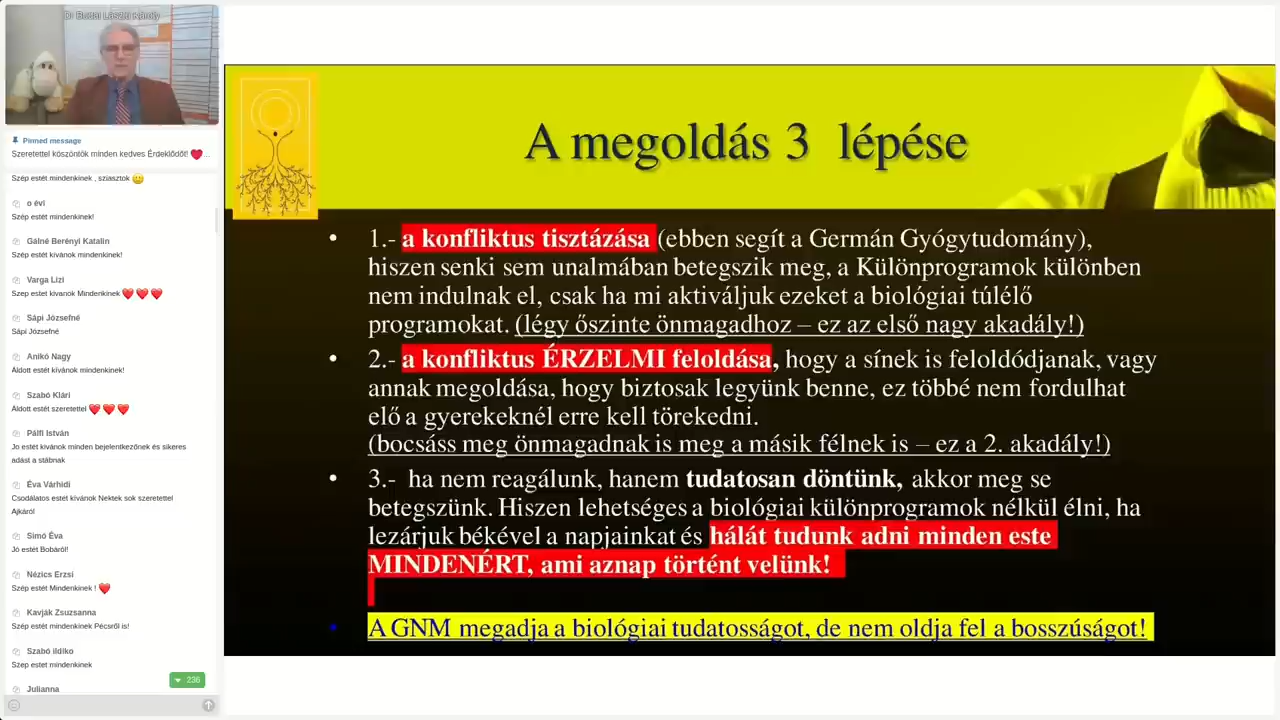 Dr Budai László Károly
Pinned message
Szeretettel köszöntök minden kedves Érdeklődőt! ❤️...
Szép estét mindenkinek , sziasztok 🙂
o évi
Szép estét mindenkinek!
Gálné Berényi Katalin
Szép estét kívánok mindenkinek!
Varga Lizi
Szep estet kivanok Mindenkinek ❤️ ❤️ ❤️
Sápi Józsefné
Sápi Józsefné
Anikó Nagy
Áldott estét kívánok mindenkinek!
Szabó Klári
Áldott estét szeretettel ❤️ ❤️ ❤️
Pálfi István
Jo estét kivánok minden bejelentkezőnek és sikeres
adást a stábnak
Éva Várhidi
Csodálatos estét kívánok Nektek sok szeretettel
Ajkáról
Simó Éva
Jó estét Bobáról!
Nézics Erzsi
Szép estét Mindenkinek ! ❤️
Kavják Zsuzsanna
Szép estét mindenkinek Pécsről is!
Szabó ildiko
Szép estet mindenkinek
Julianna
236
A megoldás 3 lépése
• 1.- a konfliktus tisztázása (ebben segít a Germán Gyógytudomány),
hiszen senki sem unalmában betegszik meg, a Különprogramok különben
nem indulnak el, csak ha mi aktiváljuk ezeket a biológiai túlélő
programokat. (légy őszinte önmagadhoz – ez az első nagy akadály!)
• 2.- a konfliktus ÉRZELMI feloldása, hogy a sínek is feloldódjanak, vagy
annak megoldása, hogy biztosak legyünk benne, ez többé nem fordulhat
elő a gyerekeknél erre kell törekedni.
(bocsáss meg önmagadnak is meg a másik félnek is – ez a 2. akadály!)
• 3.- ha nem reagálunk, hanem tudatosan döntünk, akkor meg se
betegszünk. Hiszen lehetséges a biológiai különprogramok nélkül élni, ha
lezárjuk békével a napjainkat és hálát tudunk adni minden este
MINDENÉRT, ami aznap történt velünk!
• A GNM megadja a biológiai tudatosságot, de nem oldja fel a bosszúságot!